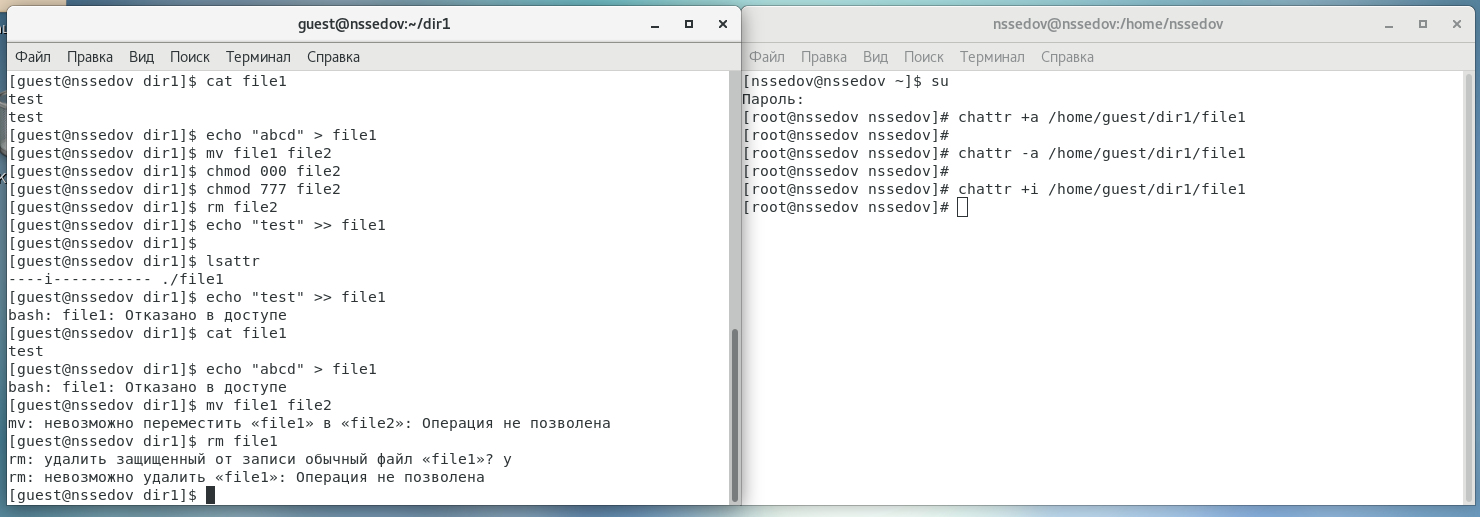 guest@nssedov:~/dir1
Файл Правка Вид Поиск Терминал Справка
[guest@nssedov dir1]$ cat file1
test
test
[guest@nssedov dir1]$ echo "abcd" > file1
[guest@nssedov dir1]$ mv file1 file2
[guest@nssedov dir1]$ chmod 000 file2
[guest@nssedov dir1]$ chmod 777 file2
[guest@nssedov dir1]$ rm file2
[guest@nssedov dir1]$ echo "test" >> file1
[guest@nssedov dir1]$
[guest@nssedov dir1]$ lsattr
----i----------- ./file1
[guest@nssedov dir1]$ echo "test" >> file1
bash: file1: Отказано в доступе
[guest@nssedov dir1]$ cat file1
test
[guest@nssedov dir1]$ echo "abcd" > file1
bash: file1: Отказано в доступе
[guest@nssedov dir1]$ mv file1 file2
mv: невозможно переместить «file1» в «file2»: Операция не позволена
[guest@nssedov dir1]$ rm file1
rm: удалить защищенный от записи обычный файл «file1»? y
rm: невозможно удалить «file1»: Операция не позволена
[guest@nssedov dir1]$
nssedov@nssedov:/home/nssedov
Файл Правка Вид Поиск Терминал Справка
[nssedov@nssedov ~]$ su
Пароль:
[root@nssedov nssedov]# chattr +a /home/guest/dir1/file1
[root@nssedov nssedov]#
[root@nssedov nssedov]# chattr -a /home/guest/dir1/file1
[root@nssedov nssedov]#
[root@nssedov nssedov]# chattr +i /home/guest/dir1/file1
[root@nssedov nssedov]#